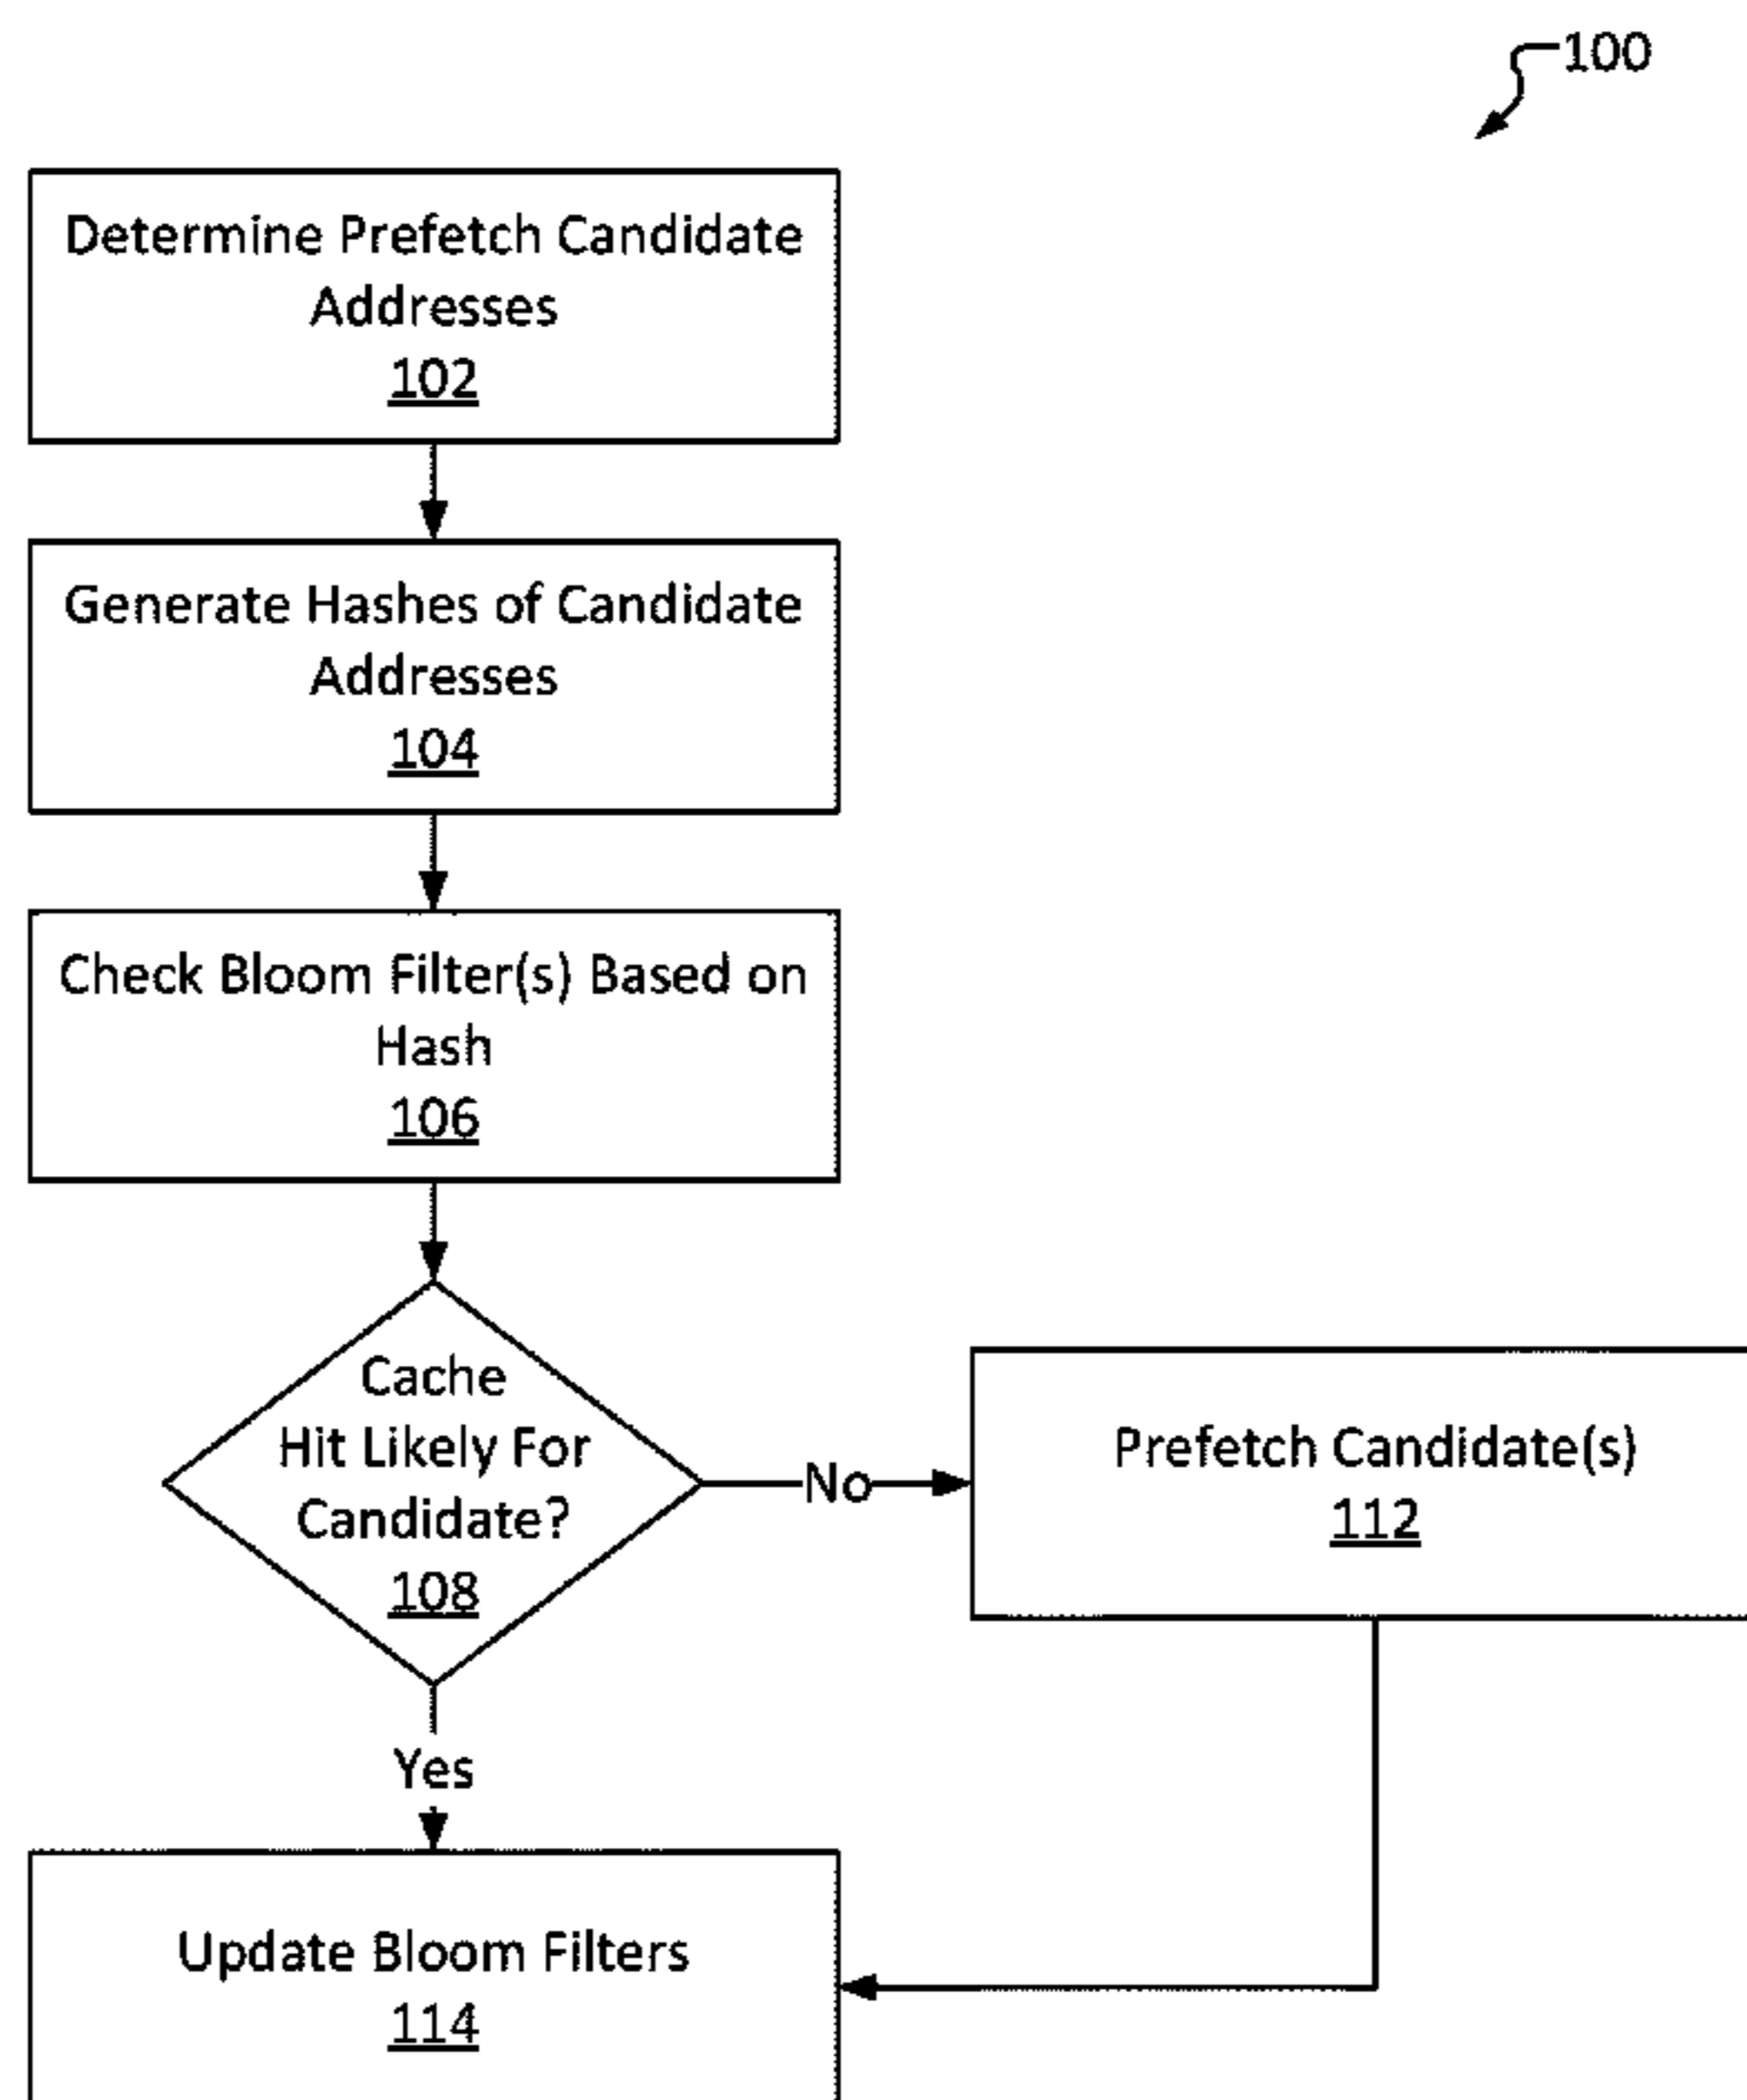 100
Determine Prefetch Candidate
Addresses
102
Generate Hashes of Candidate
Addresses
104
Check Bloom Filter(s) Based on
Hash
106
Cache
Hit Likely For
Candidate?
108
No
Prefetch Candidate(s)
112
Yes
Update Bloom Filters
114